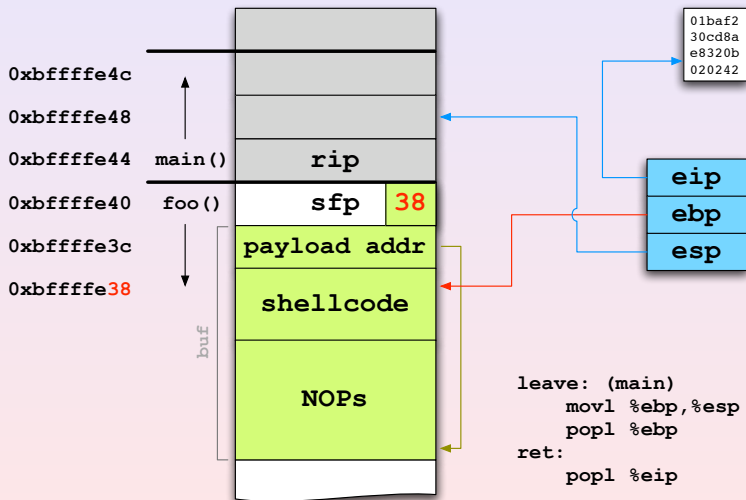 01baf2
30cd8a
e8320b
020242
0xbffffe4c
0xbffffe48
0xbffffe44
main()
rip
0xbffffe40
foo()
sfp
38
0xbffffe3c
payload addr
0xbffffe38
shellcode
buf
NOPs
eip
ebp
esp
leave: (main)
movl %ebp,%esp
popl %ebp
ret:
popl %eip